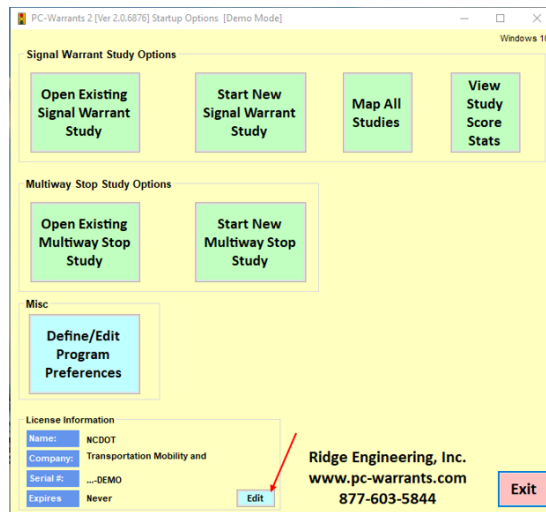 PC-Warrants 2 [Ver 2.0.6876] Startup Options [Demo Mode]
Windows 10
Signal Warrant Study Options
Open Existing
Signal Warrant
Study
Start New
Signal Warrant
Study
Map All
Studies
View
Study
Score
Stats
Multiway Stop Study Options
Open Existing
Multiway Stop
Study
Start New
Multiway Stop
Study
Misc
Define/Edit
Program
Preferences
License Information
Name: NCDOT
Company: Transportation Mobility and
Serial #: ...-DEMO
Expires Never
Edit
Ridge Engineering, Inc.
www.pc-warrants.com
877-603-5844
Exit